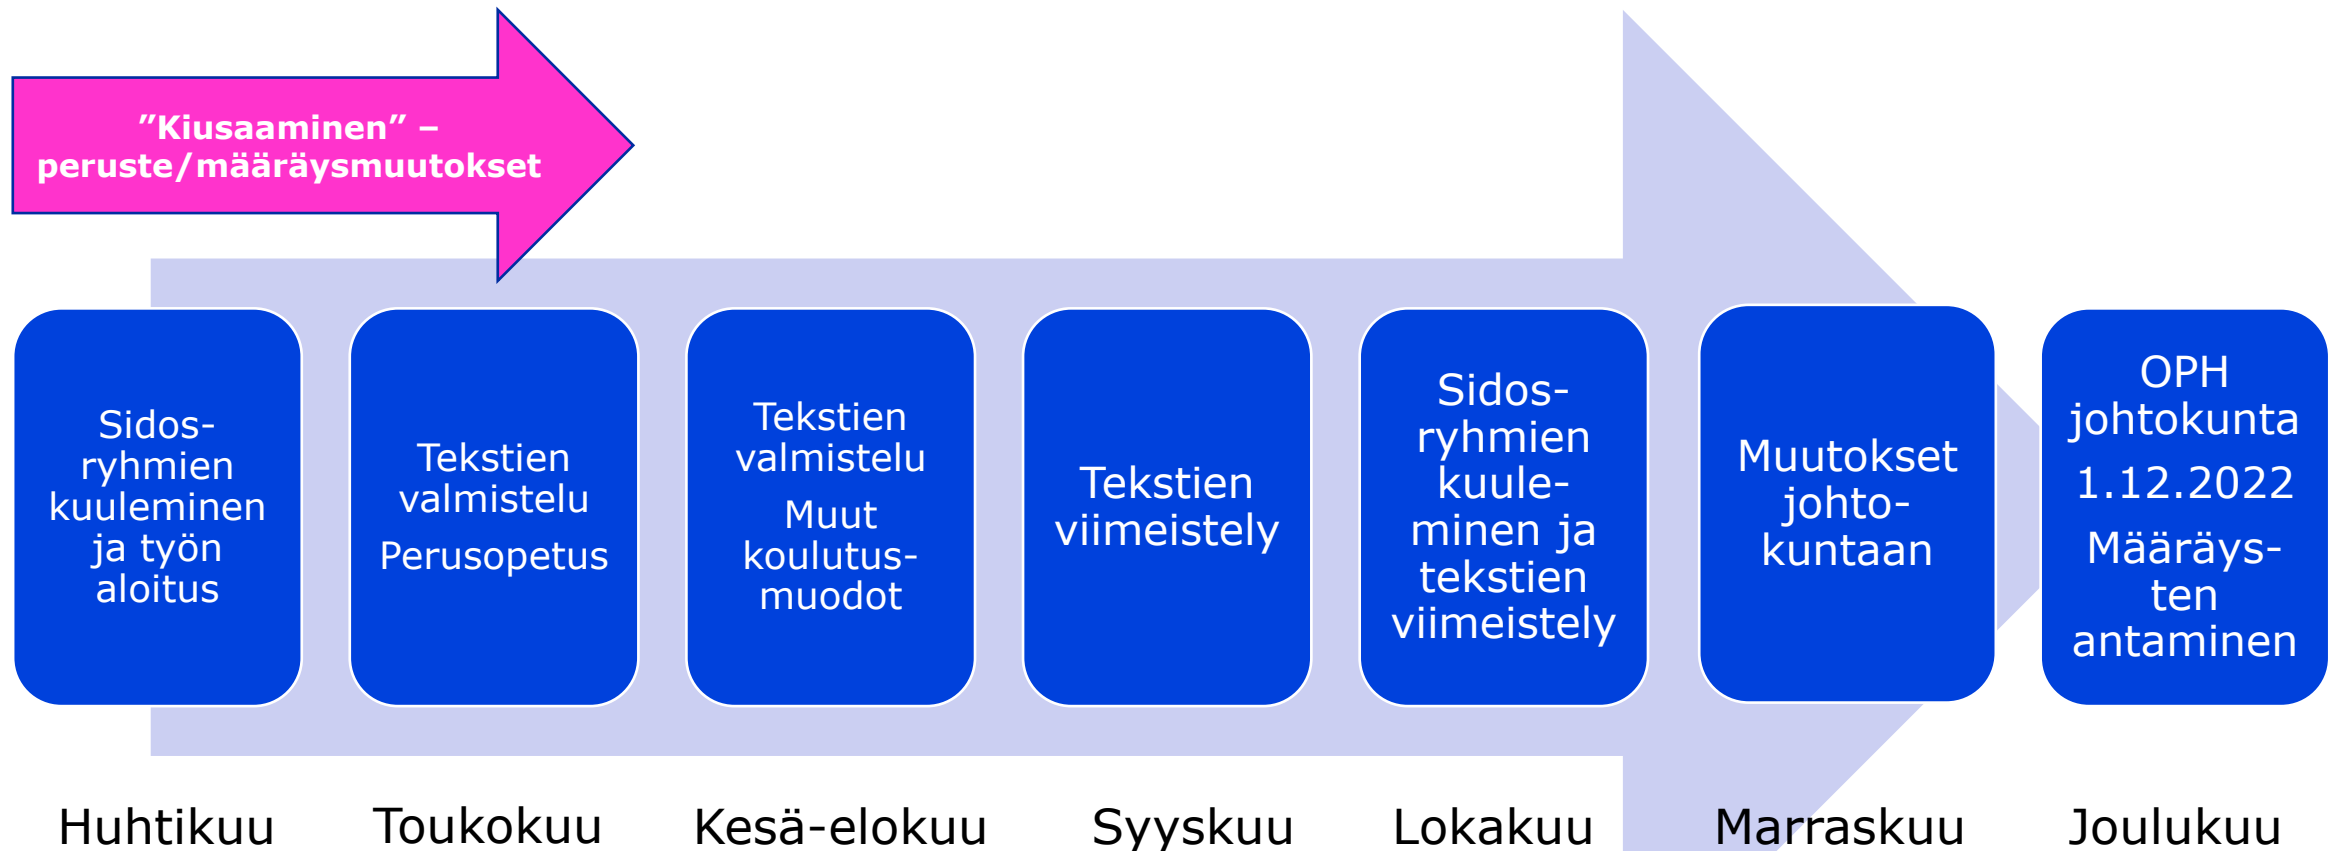 ”Kiusaaminen” –
peruste/määräysmuutokset
Sidos-
ryhmien
kuuleminen
ja työn
aloitus
Tekstien
valmistelu
Perusopetus
Tekstien
valmistelu
Muut
koulutus-
muodot
Tekstien
viimeistely
Sidos-
ryhmien
kuule-
minen ja
tekstien
viimeistely
Muutokset
johto-
kuntaan
OPH
johtokunta
1.12.2022
Määräys-
ten
antaminen
Huhtikuu
Toukokuu
Kesä-elokuu
Syyskuu
Lokakuu
Marraskuu
Joulukuu